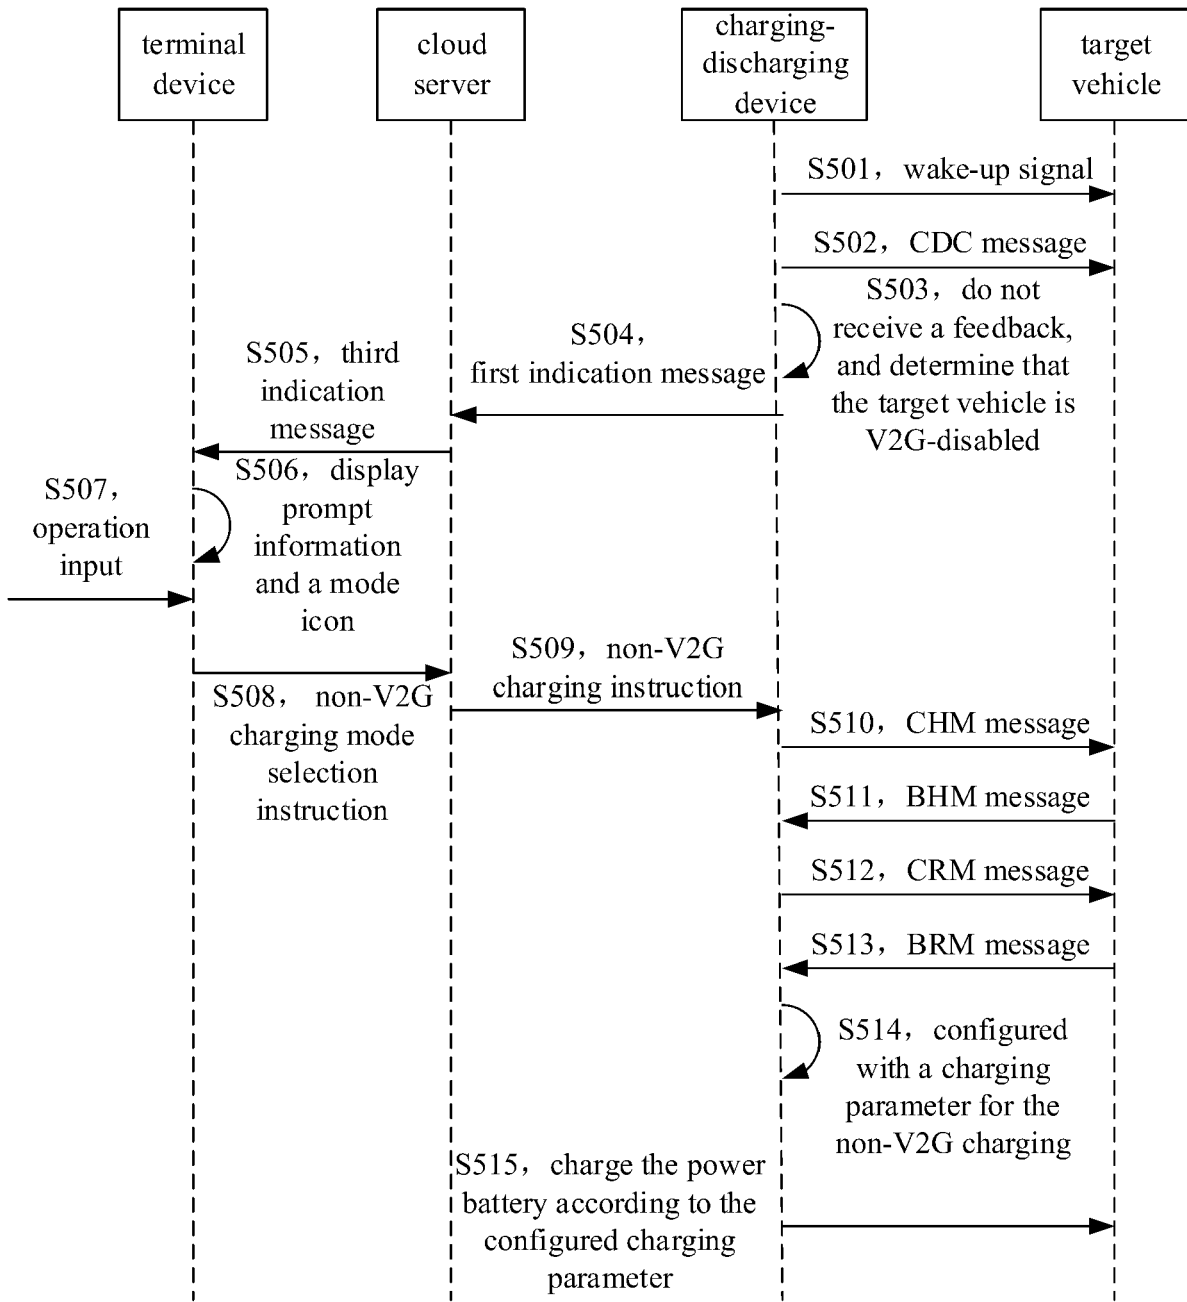 terminal
device
cloud
server
charging-
discharging
device
target
vehicle
S501，wake-up signal
S502，CDC message
S503，do not
receive a feedback,
and determine that
the target vehicle is
V2G-disabled
S504，
first indication message
S505，third
indication
message
S506，display
prompt
information
and a mode
icon
S507，
operation
input
S508， non-V2G
charging mode
selection
instruction
S509，non-V2G
charging instruction
S510，CHM message
S511，BHM message
S512，CRM message
S513，BRM message
S514，configured
with a charging
parameter for the
non-V2G charging
S515，charge the power
battery according to the
configured charging
parameter